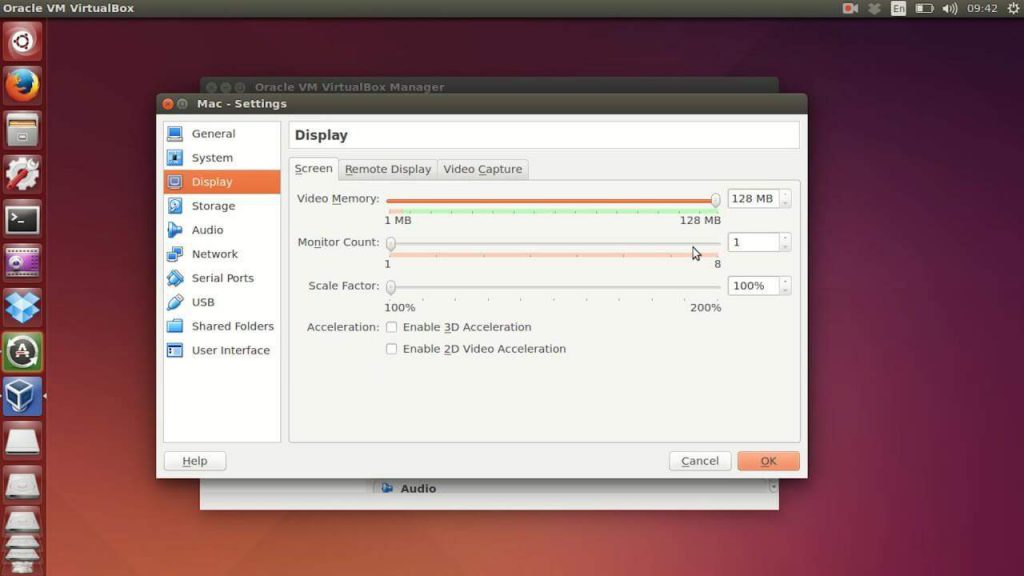 Oracle VM VirtualBox
En
09:42
Oracle VM VirtualBox Manager
Mac - Settings
General
System
Display
Storage
Audio
Network
Serial Ports
USB
Shared Folders
User Interface
Display
Screen Remote Display Video Capture
Video Memory: 128 MB
1 MB 128 MB
Monitor Count: 1
1 8
Scale Factor: 100%
100% 200%
Acceleration: Enable 3D Acceleration
Enable 2D Video Acceleration
Help Cancel OK
Audio